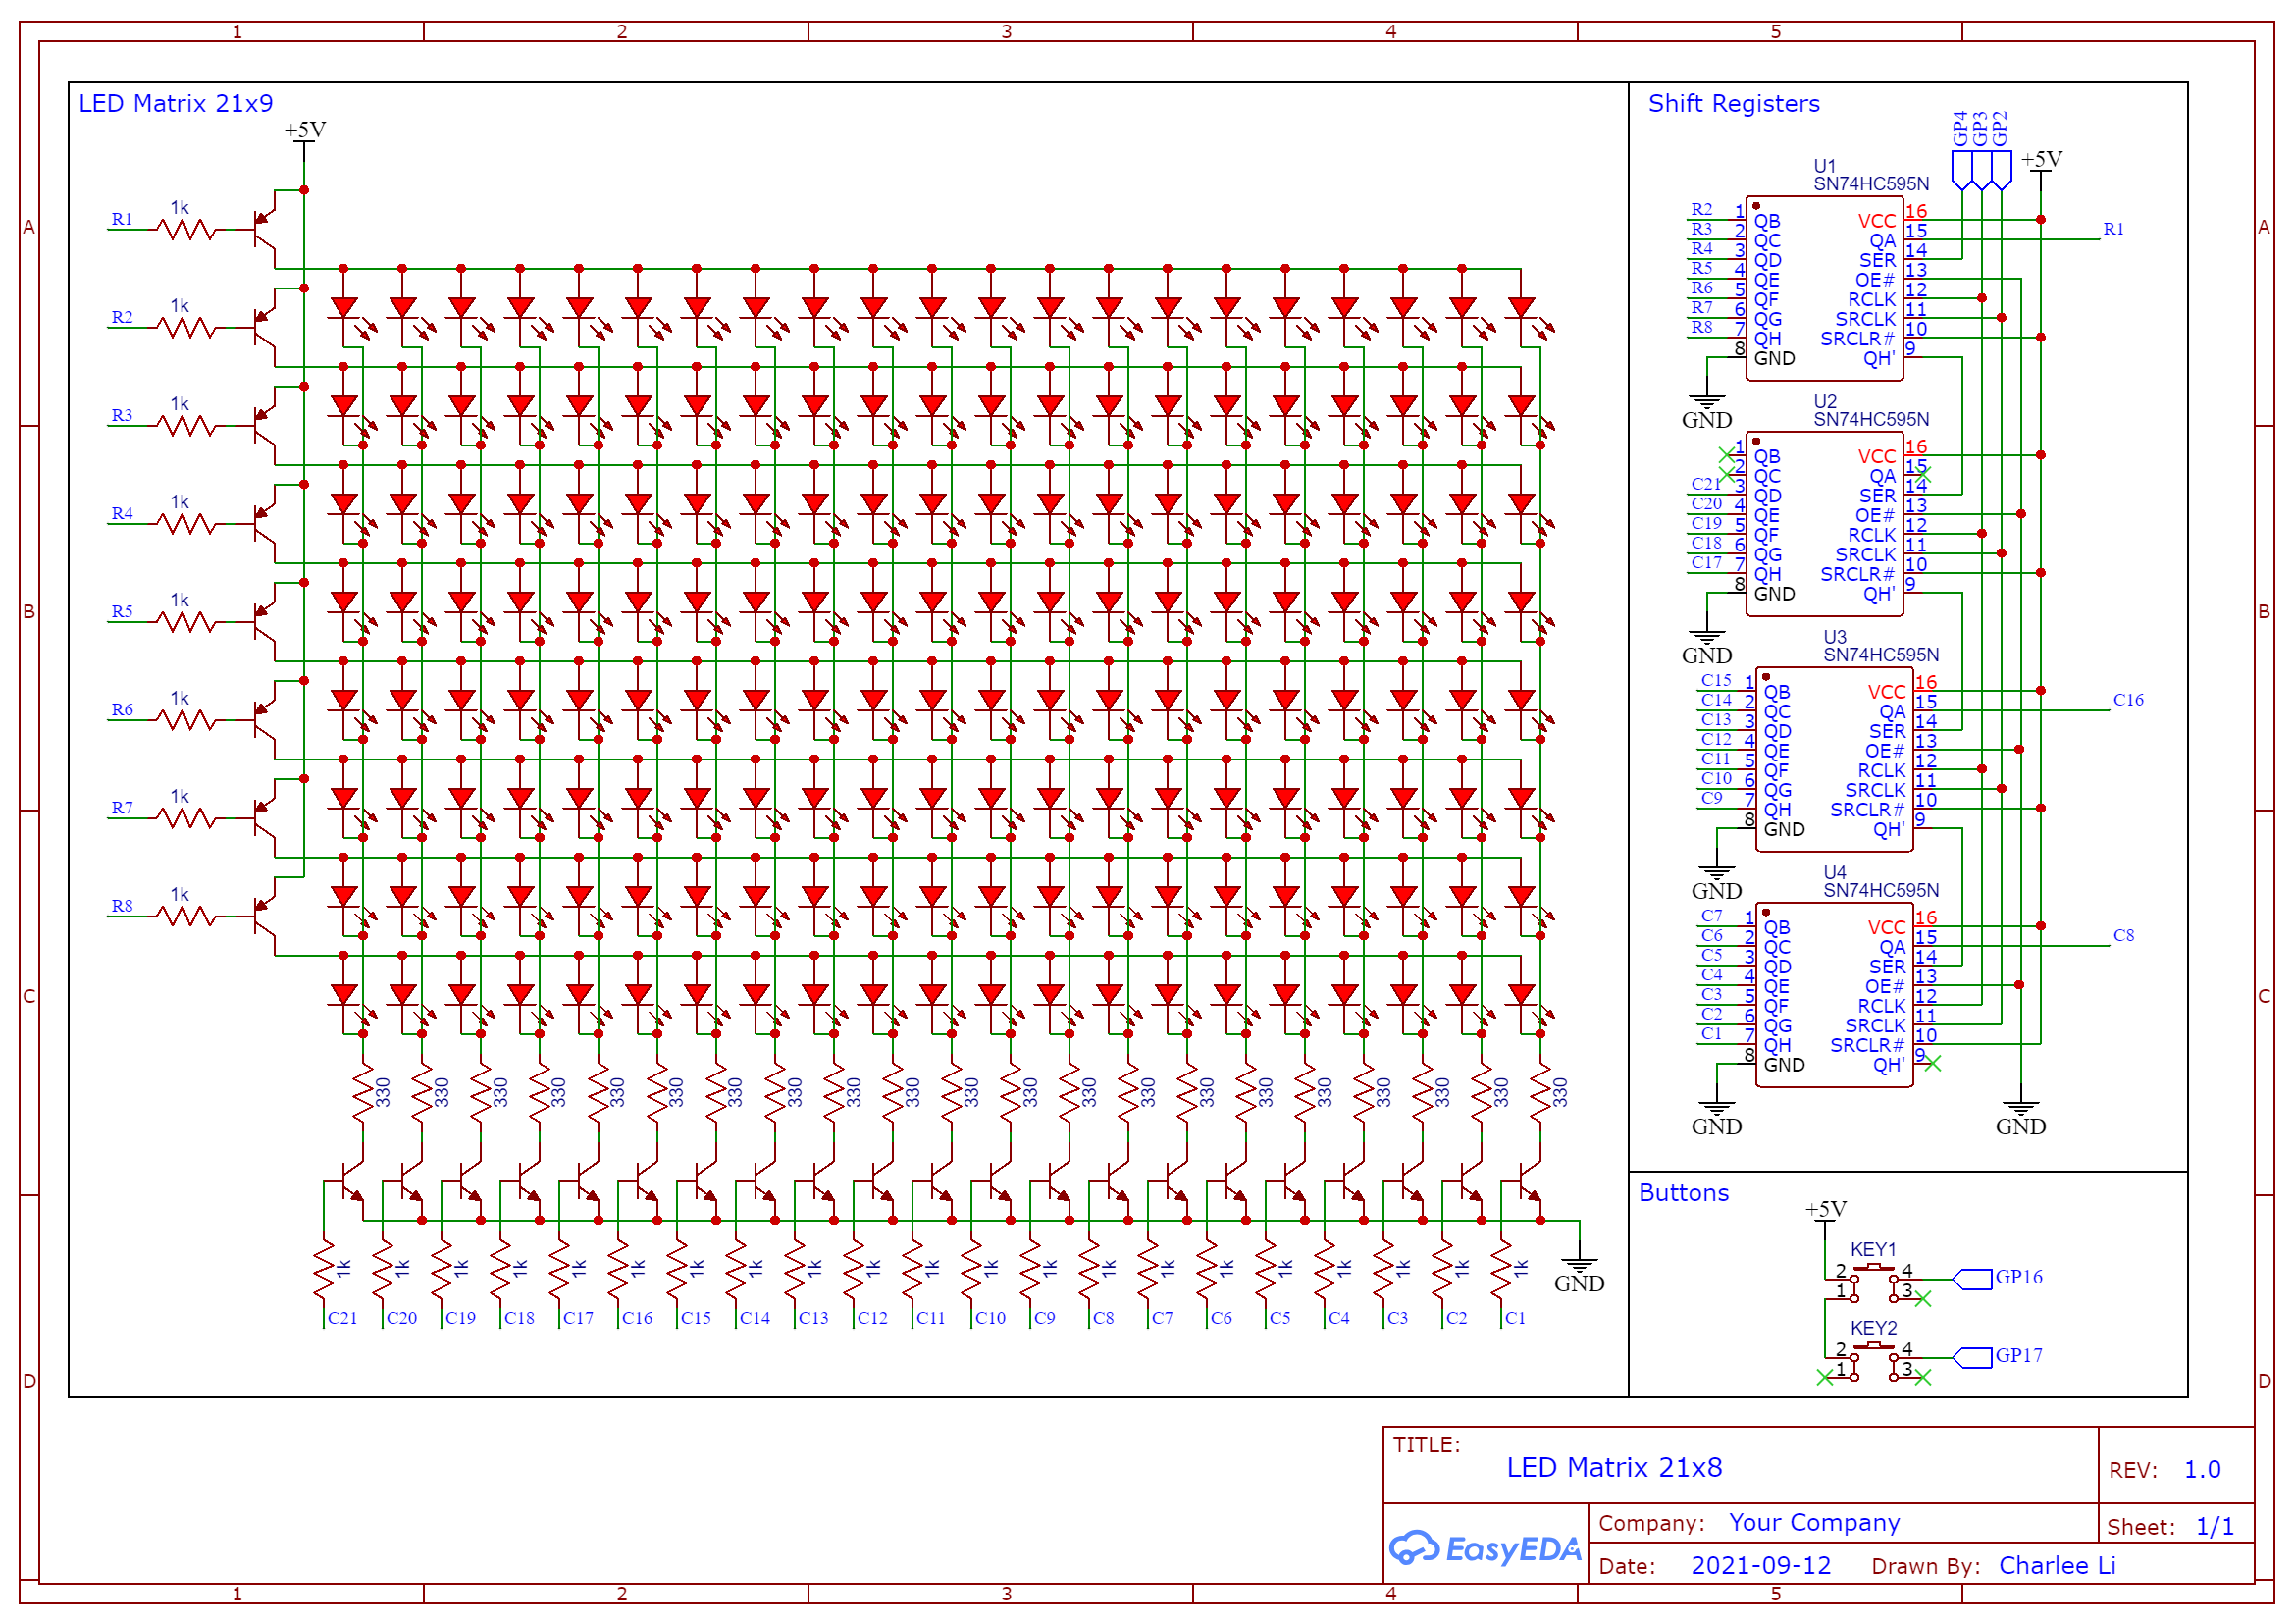 1 2 3 4 5
A A
B B
C C
D D
LED Matrix 21x9
+5V
R1 1k
R2 1k
R3 1k
R4 1k
R5 1k
R6 1k
R7 1k
R8 1k
330 330 330 330 330 330 330 330 330 330 330 330 330 330 330 330 330 330 330 330 330
1k 1k 1k 1k 1k 1k 1k 1k 1k 1k 1k 1k 1k 1k 1k 1k 1k 1k 1k 1k 1k
GND
C21 C20 C19 C18 C17 C16 C15 C14 C13 C12 C11 C10 C9 C8 C7 C6 C5 C4 C3 C2 C1
Shift Registers
GP4 GP3 GP2
+5V
U1
SN74HC595N
R2 1 QB VCC 16
R3 2 QC QA 15 R1
R4 3 QD SER 14
R5 4 QE OE# 13
R6 5 QF RCLK 12
R7 6 QG SRCLK 11
R8 7 QH SRCLR# 10
8 GND QH' 9
GND
U2
SN74HC595N
1 QB VCC 16
2 QC QA 15
C21 3 QD SER 14
C20 4 QE OE# 13
C19 5 QF RCLK 12
C18 6 QG SRCLK 11
C17 7 QH SRCLR# 10
8 GND QH' 9
GND
U3
SN74HC595N
C15 1 QB VCC 16
C14 2 QC QA 15 C16
C13 3 QD SER 14
C12 4 QE OE# 13
C11 5 QF RCLK 12
C10 6 QG SRCLK 11
C9 7 QH SRCLR# 10
8 GND QH' 9
GND
U4
SN74HC595N
C7 1 QB VCC 16
C6 2 QC QA 15 C8
C5 3 QD SER 14
C4 4 QE OE# 13
C3 5 QF RCLK 12
C2 6 QG SRCLK 11
C1 7 QH SRCLR# 10
8 GND QH' 9
GND GND
Buttons
+5V
KEY1
2 4 GP16
1 3
KEY2
2 4 GP17
1 3
TITLE:
LED Matrix 21x8
REV: 1.0
EasyEDA
Company: Your Company
Sheet: 1/1
Date: 2021-09-12 Drawn By: Charlee Li
1 2 3 4 5